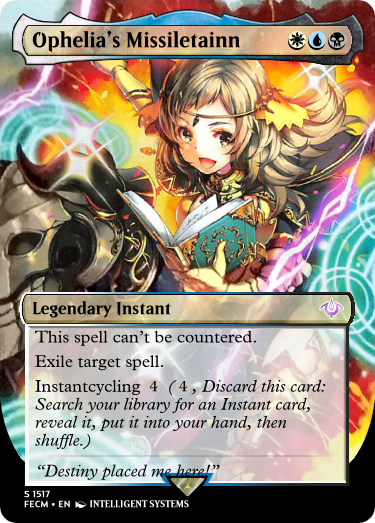 Ophelia's Missiletainn
Legendary Instant
This spell can't be countered.
Exile target spell.
Instantcycling 4 ( 4 , Discard this card:
Search your library for an Instant card,
reveal it, put it into your hand, then
shuffle.)
"Destiny placed me here!"
S 1517
FECM • EN INTELLIGENT SYSTEMS